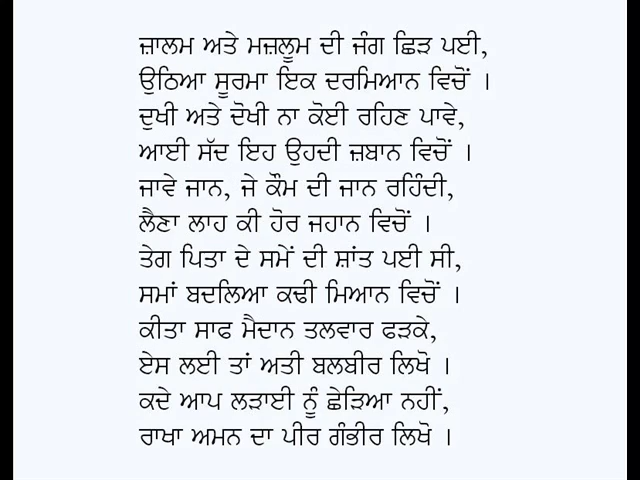 ਜ਼ਾਲਮ ਅਤੇ ਮਜ਼ਲੂਮ ਦੀ ਜੰਗ ਛਿੜ ਪਈ,
ਉਠਿਆ ਸੂਰਮਾ ਇਕ ਦਰਮਿਆਨ ਵਿਚੋਂ ।
ਦੁਖੀ ਅਤੇ ਦੋਖੀ ਨਾ ਕੋਈ ਰਹਿਣ ਪਾਵੇ,
ਆਈ ਸੱਦ ਇਹ ਉਹਦੀ ਜ਼ਬਾਨ ਵਿਚੋਂ ।
ਜਾਵੇ ਜਾਨ, ਜੇ ਕੌਮ ਦੀ ਜਾਨ ਰਹਿੰਦੀ,
ਲੈਣਾ ਲਾਹ ਕੀ ਹੋਰ ਜਹਾਨ ਵਿਚੋਂ ।
ਤੇਗ ਪਿਤਾ ਦੇ ਸਮੇਂ ਦੀ ਸ਼ਾਂਤ ਪਈ ਸੀ,
ਸਮਾਂ ਬਦਲਿਆ ਕਢੀ ਮਿਆਨ ਵਿਚੋਂ ।
ਕੀਤਾ ਸਾਫ ਮੈਦਾਨ ਤਲਵਾਰ ਫੜਕੇ,
ਏਸ ਲਈ ਤਾਂ ਅਤੀ ਬਲਬੀਰ ਲਿਖੋ ।
ਕਦੇ ਆਪ ਲੜਾਈ ਨੂੰ ਛੇੜਿਆ ਨਹੀਂ,
ਰਾਖਾ ਅਮਨ ਦਾ ਪੀਰ ਗੰਭੀਰ ਲਿਖੋ ।